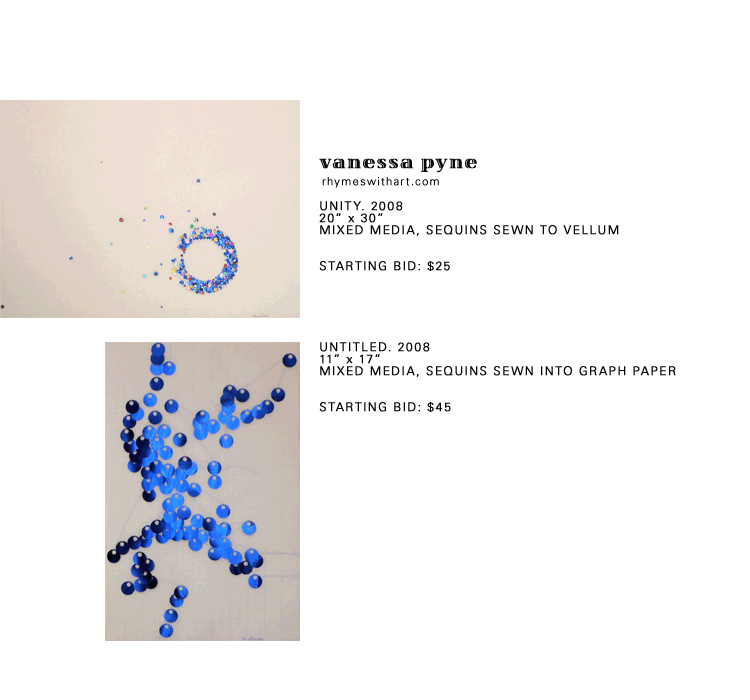 vanessa pyne
rhymeswithart.com
UNITY. 2008
20” x 30”
MIXED MEDIA, SEQUINS SEWN TO VELLUM
STARTING BID: $25
UNTITLED. 2008
11” x 17”
MIXED MEDIA, SEQUINS SEWN INTO GRAPH PAPER
STARTING BID: $45